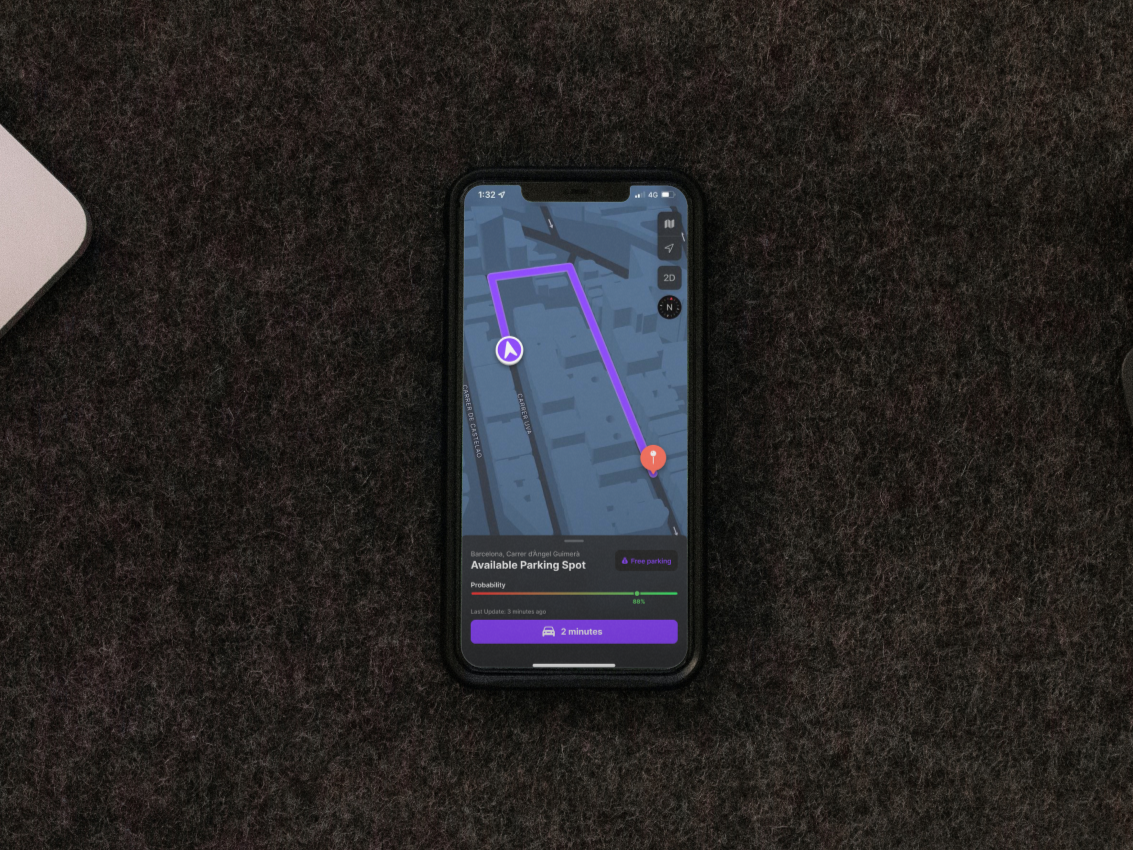 1:32
4G
2D
N
CARRER DE CASTELAO
CARRER UVA
Barcelona, Carrer d'Àngel Guimerà
Available Parking Spot
Free parking
Probability
88%
Last Update: 3 minutes ago
2 minutes